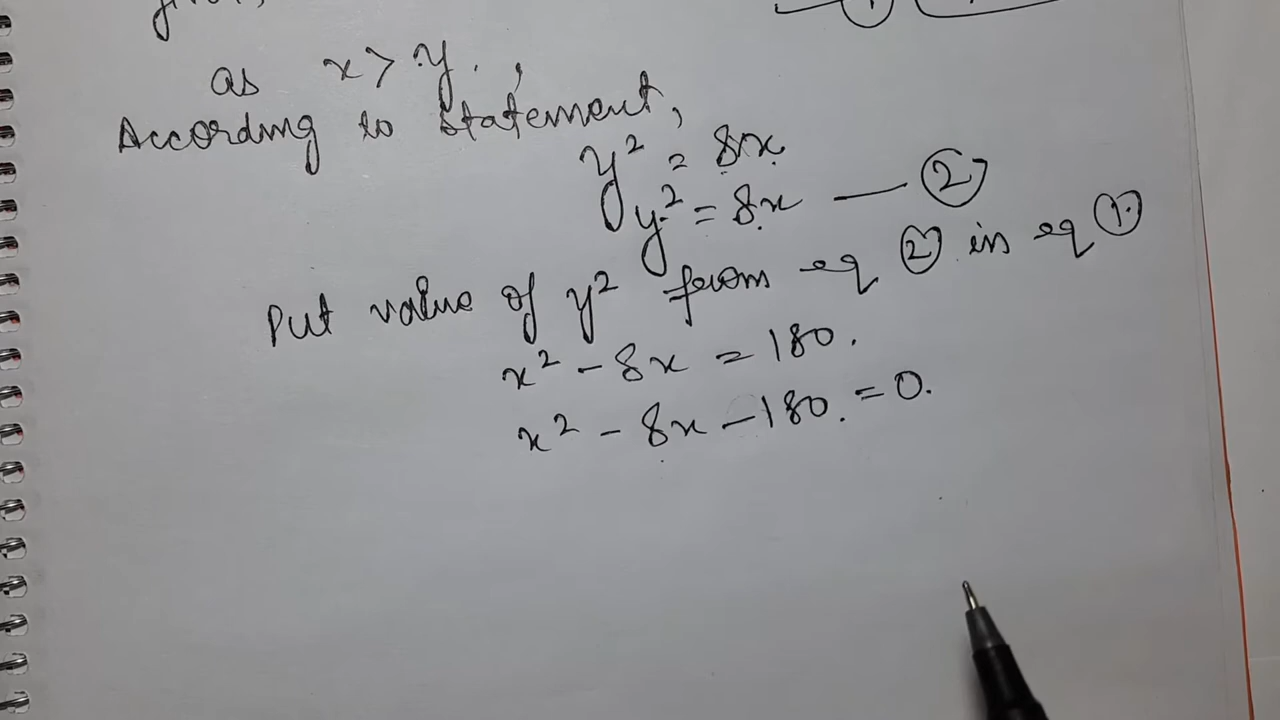 as x > y.,
According to statement,
y² = 8x
y² = 8x — ②
Put value of y² from eq ② in eq ①
x² - 8x = 180.
x² - 8x - 180. = 0.